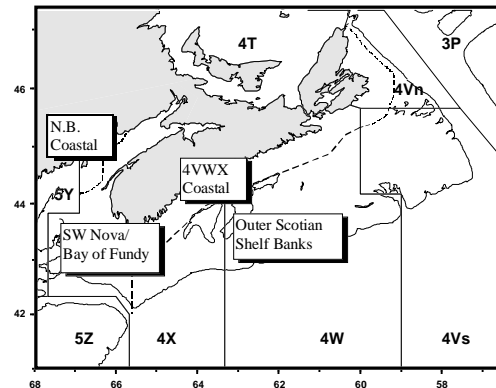 4T
3P
46
4Vn
N.B.
Coastal
4VWX
Coastal
5Y
44
SW Nova/
Bay of Fundy
Outer Scotian
Shelf Banks
42
5Z
4X
4W
4Vs
68
66
64
62
60
58